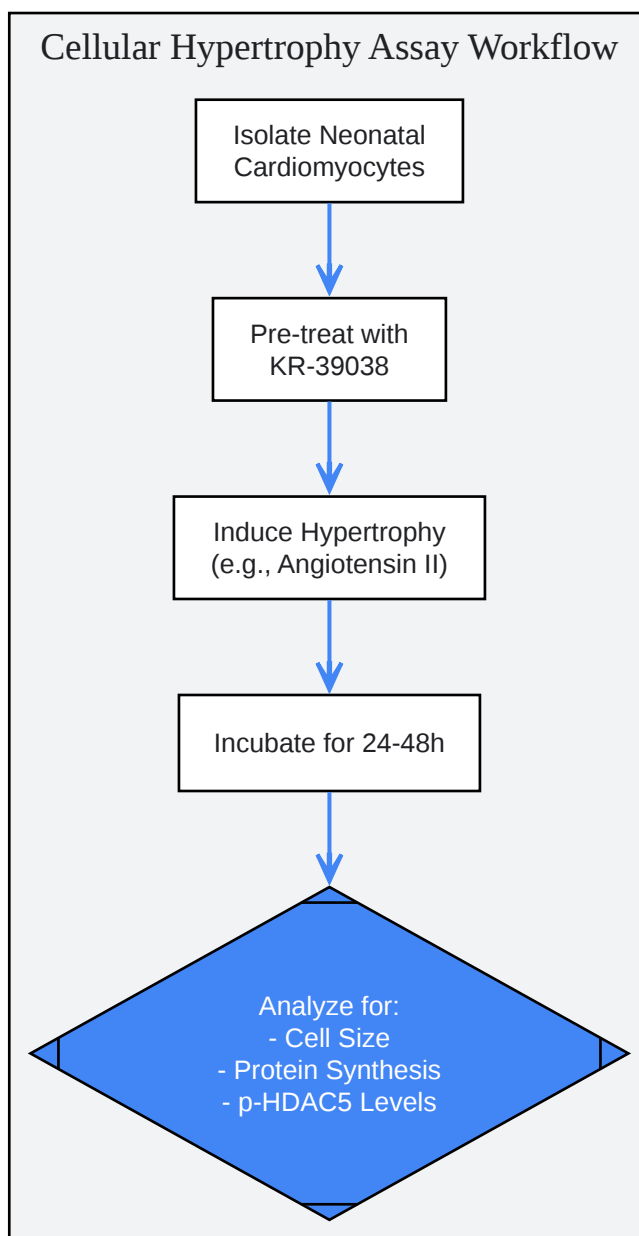 Cellular Hypertrophy Assay Workflow
Isolate Neonatal
Cardiomyocytes
Pre-treat with
KR-39038
Induce Hypertrophy
(e.g., Angiotensin II)
Incubate for 24-48h
Analyze for:
- Cell Size
- Protein Synthesis
- p-HDAC5 Levels